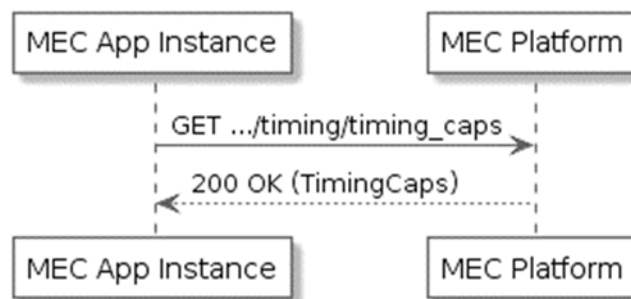 MEC App Instance
MEC Platform
GET .../timing/timing_caps
200 OK (TimingCaps)
MEC App Instance
MEC Platform